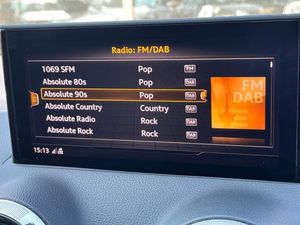 Radio: FM/DAB
1069 SFM Pop FM
Absolute 80s Pop DAB
Absolute 90s Pop DAB
Absolute Country Country DAB
Absolute Radio Rock DAB
Absolute Rock Rock DAB
FM
DAB
15:13